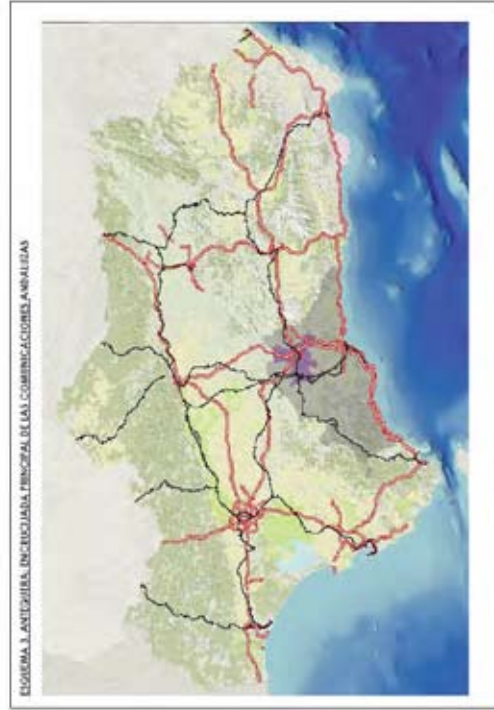 ESQUEMA 3. ANTEQUERA, ENCRUCIJADA PRINCIPAL DE LAS COMUNICACIONES ANDALUZAS